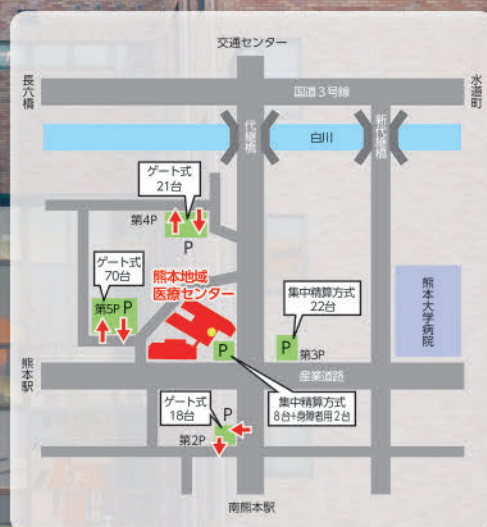 交通センター
長六橋
国道3号線
水道町
代継橋
白川
新代継橋
ゲート式
21台
第4P
P
ゲート式
70台
第5P P
熊本地域
医療センター
集中精算方式
22台
P
第3P
P
熊本大学病院
熊本駅
産業道路
ゲート式
18台
P
第2P
集中精算方式
8台+身障者用2台
南熊本駅